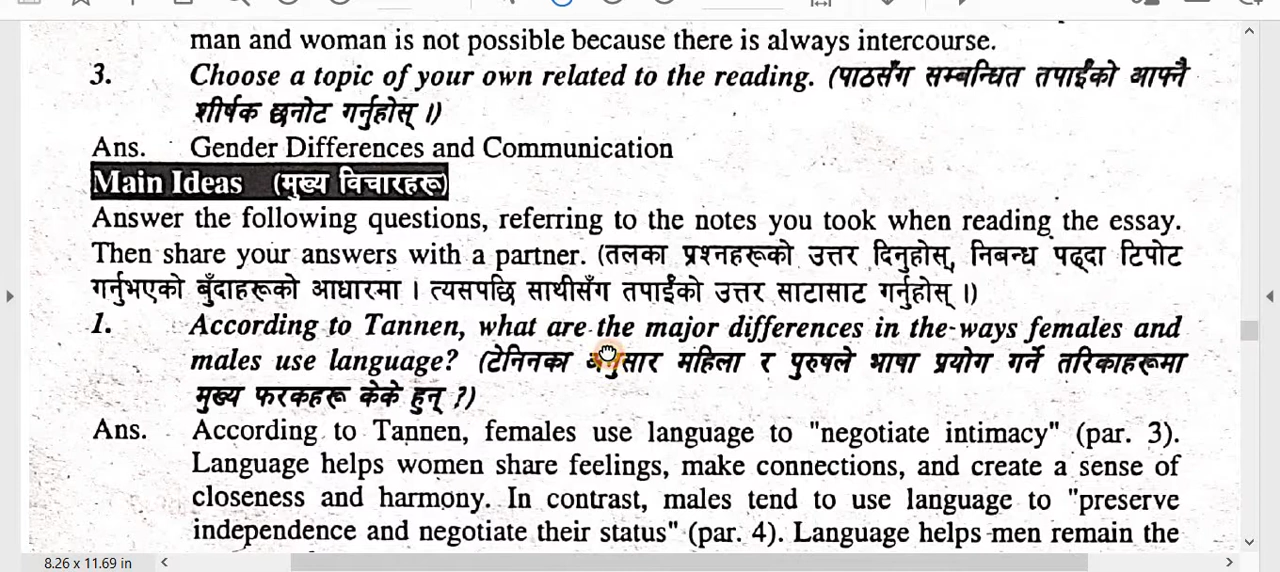 man and woman is not possible because there is always intercourse.
3. Choose a topic of your own related to the reading. (पाठसँग सम्बन्धित तपाईंको आफ्नै
शीर्षक छनोट गर्नुहोस् ।)
Ans. Gender Differences and Communication
Main Ideas (मुख्य विचारहरू)
Answer the following questions, referring to the notes you took when reading the essay.
Then share your answers with a partner. (तलका प्रश्नहरूको उत्तर दिनुहोस्, निबन्ध पढ्दा टिपोट
गर्नुभएको बुँदाहरूको आधारमा । त्यसपछि साथीसँग तपाईंको उत्तर साटासाट गर्नुहोस् ।)
1. According to Tannen, what are the major differences in the ways females and
males use language? (टेनिनका अनुसार महिला र पुरुषले भाषा प्रयोग गर्ने तरिकाहरूमा
मुख्य फरकहरू केके हुन् ?)
Ans. According to Tannen, females use language to "negotiate intimacy" (par. 3).
Language helps women share feelings, make connections, and create a sense of
closeness and harmony. In contrast, males tend to use language to "preserve
independence and negotiate their status" (par. 4). Language helps men remain the
8.26 x 11.69 in